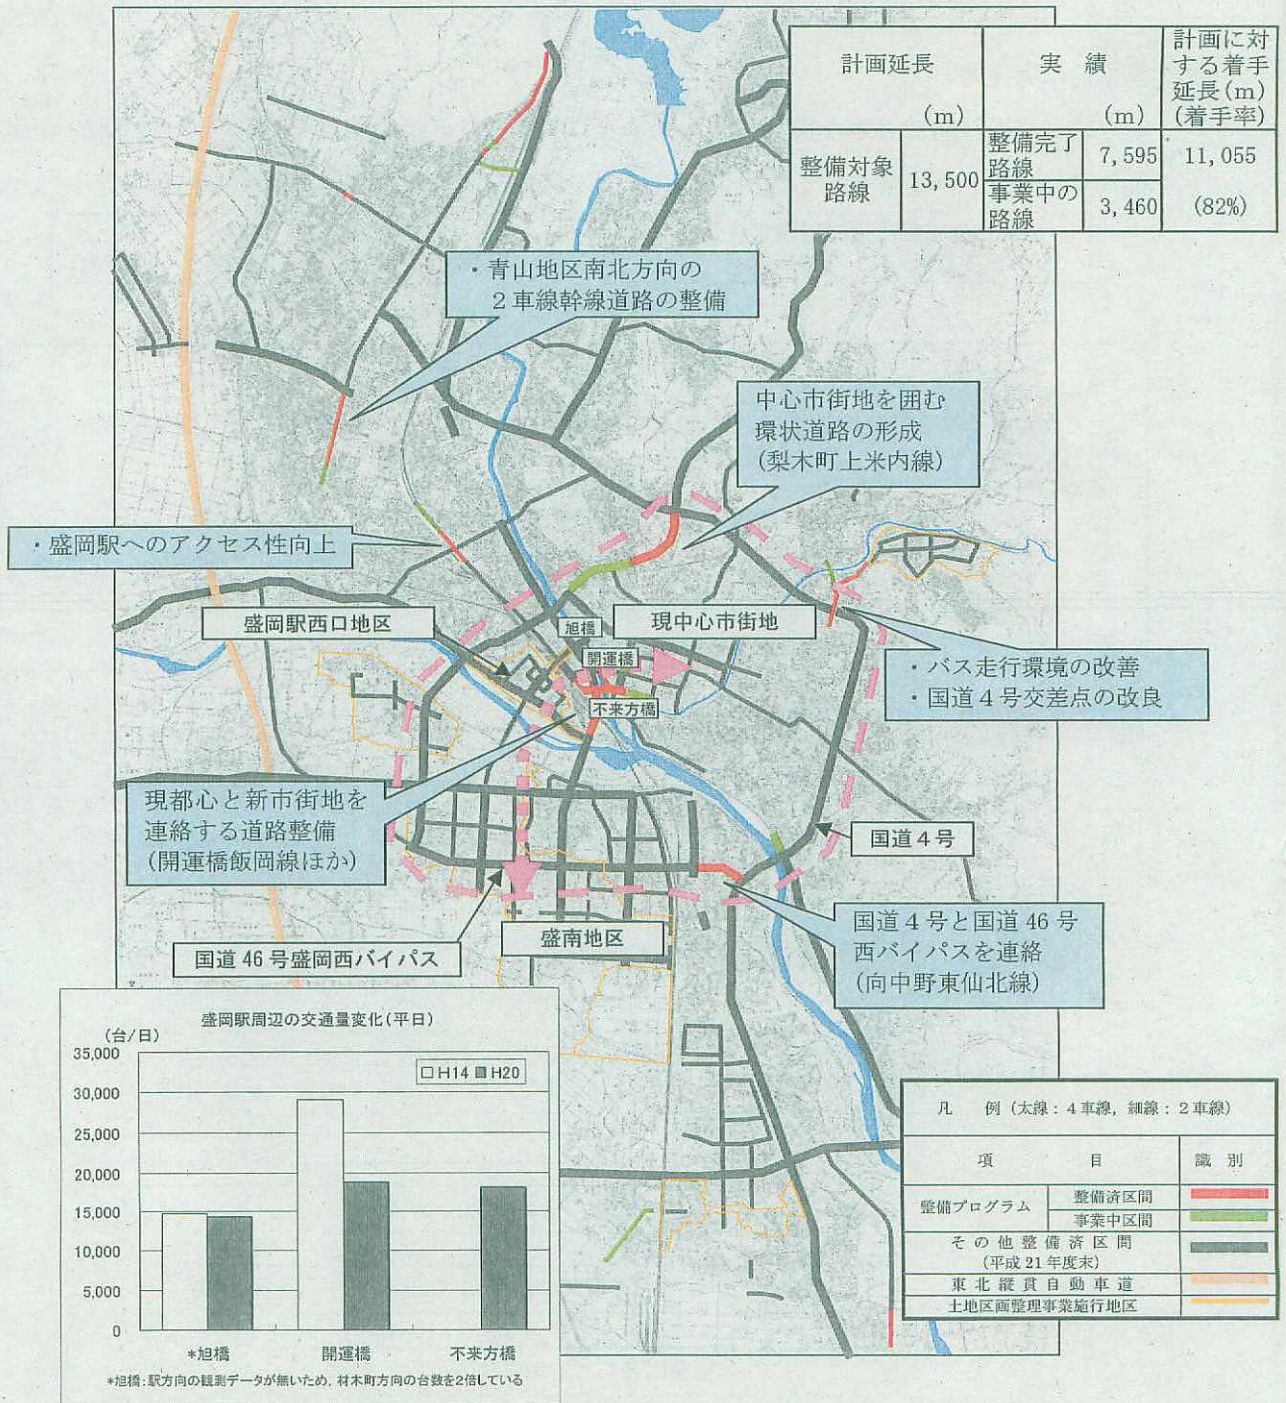 計画延長
(m)
実 績
(m)
計画に対
する着手
延長(m)
(着手率)
整備対象
路線
13,500
整備完了
路線
7,595
11,055
事業中の
路線
3,460
(82%)
・青山地区南北方向の
２車線幹線道路の整備
中心市街地を囲む
環状道路の形成
(梨木町上米内線)
・盛岡駅へのアクセス性向上
盛岡駅西口地区
旭橋
現中心市街地
開運橋
不来方橋
・バス走行環境の改善
・国道４号交差点の改良
現都心と新市街地を
連絡する道路整備
(開運橋飯岡線ほか)
国道４号
国道４号と国道46号
西バイパスを連絡
(向中野東仙北線)
盛南地区
国道46号盛岡西バイパス
盛岡駅周辺の交通量変化(平日)
(台/日)
35,000
30,000
25,000
20,000
15,000
10,000
5,000
0
□H14 ■H20
*旭橋
開運橋
不来方橋
*旭橋:駅方向の観測データが無いため、材木町方向の台数を2倍している
凡 例 (太線：４車線，細線：２車線)
項 目
識 別
整備プログラム
整備済区間
事業中区間
その他整備済区間
(平成21年度末)
東北縦貫自動車道
土地区画整理事業施行地区